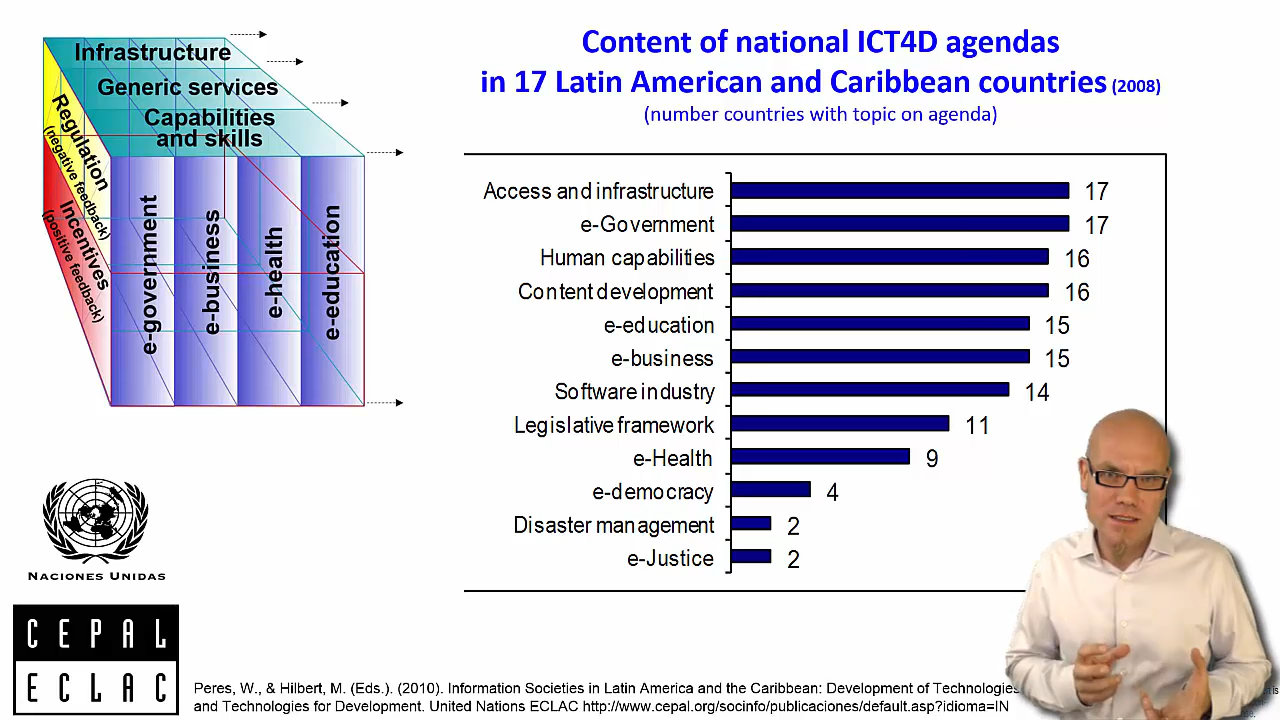 Infrastructure
Generic services
Capabilities
and skills
Regulation
(negative feedback)
Incentives
(positive feedback)
e-government
e-business
e-health
e-education
Content of national ICT4D agendas
in 17 Latin American and Caribbean countries (2008)
(number countries with topic on agenda)
Access and infrastructure 17
e-Government 17
Human capabilities 16
Content development 16
e-education 15
e-business 15
Software industry 14
Legislative framework 11
e-Health 9
e-democracy 4
Disaster management 2
e-Justice 2
NACIONES UNIDAS
CEPAL
ECLAC
Peres, W., & Hilbert, M. (Eds.). (2010). Information Societies in Latin America and the Caribbean: Development of Technologies
and Technologies for Development. United Nations ECLAC http://www.cepal.org/socinfo/publicaciones/default.asp?idioma=IN